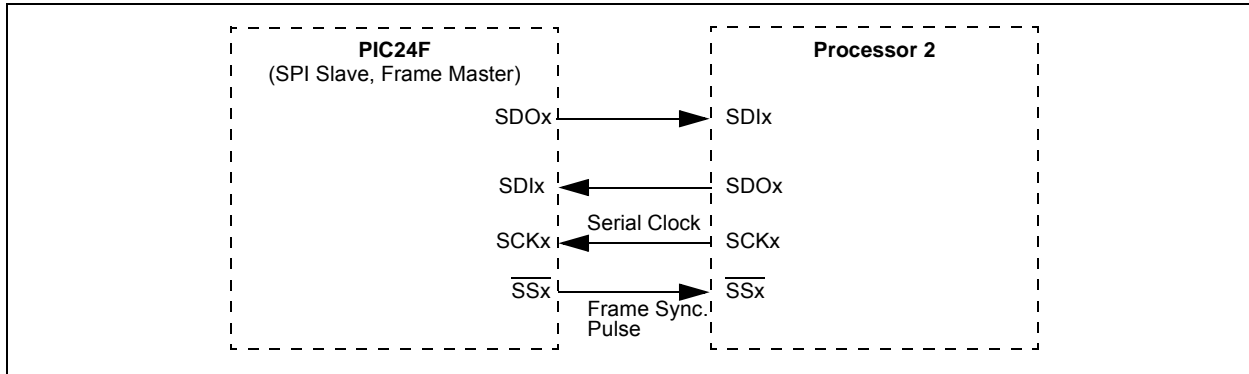 PIC24F
(SPI Slave, Frame Master)
Processor 2
SDOx
SDIx
SDIx
SDOx
Serial Clock
SCKx
SCKx
SSx
SSx
Frame Sync.
Pulse